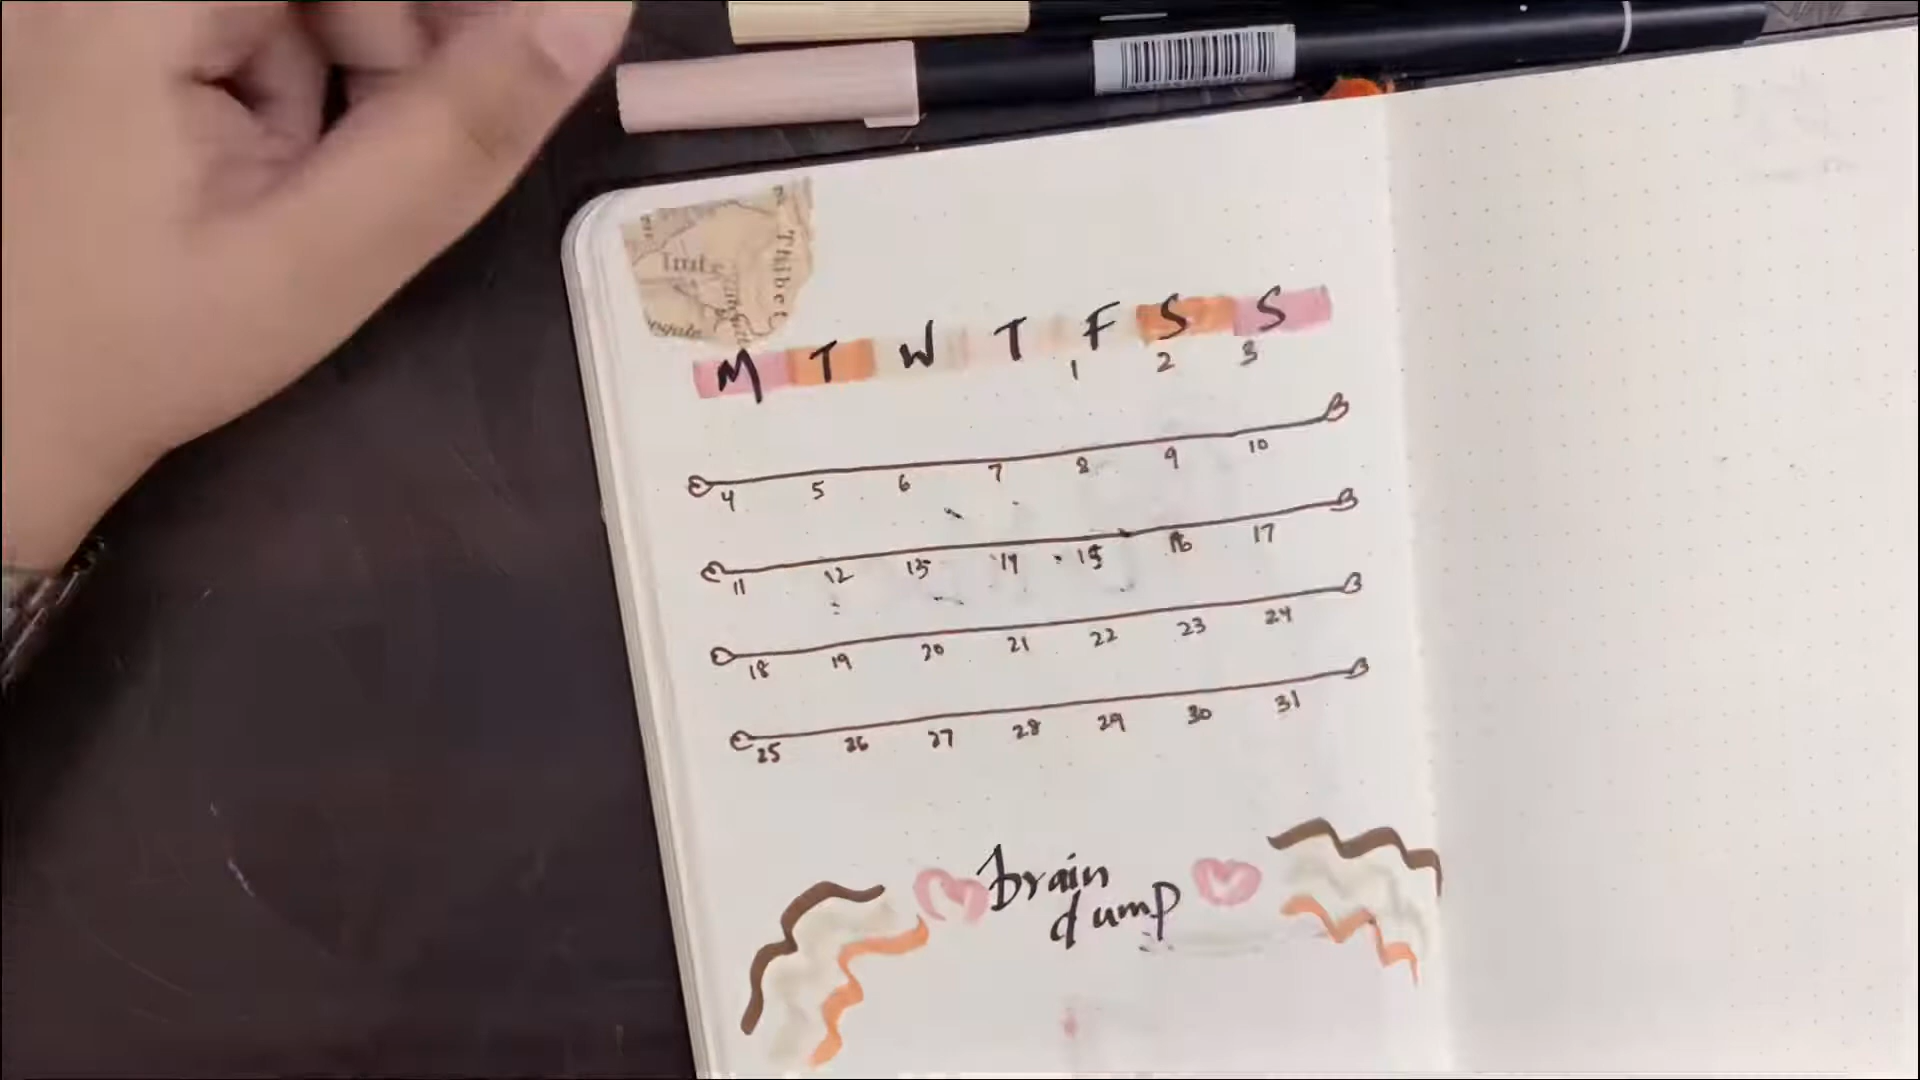 Thibet
M T W T F S S
1 2 3
4 5 6 7 8 9 10
11 12 13 14 15 16 17
18 19 20 21 22 23 24
25 26 27 28 29 30 31
brain
dump